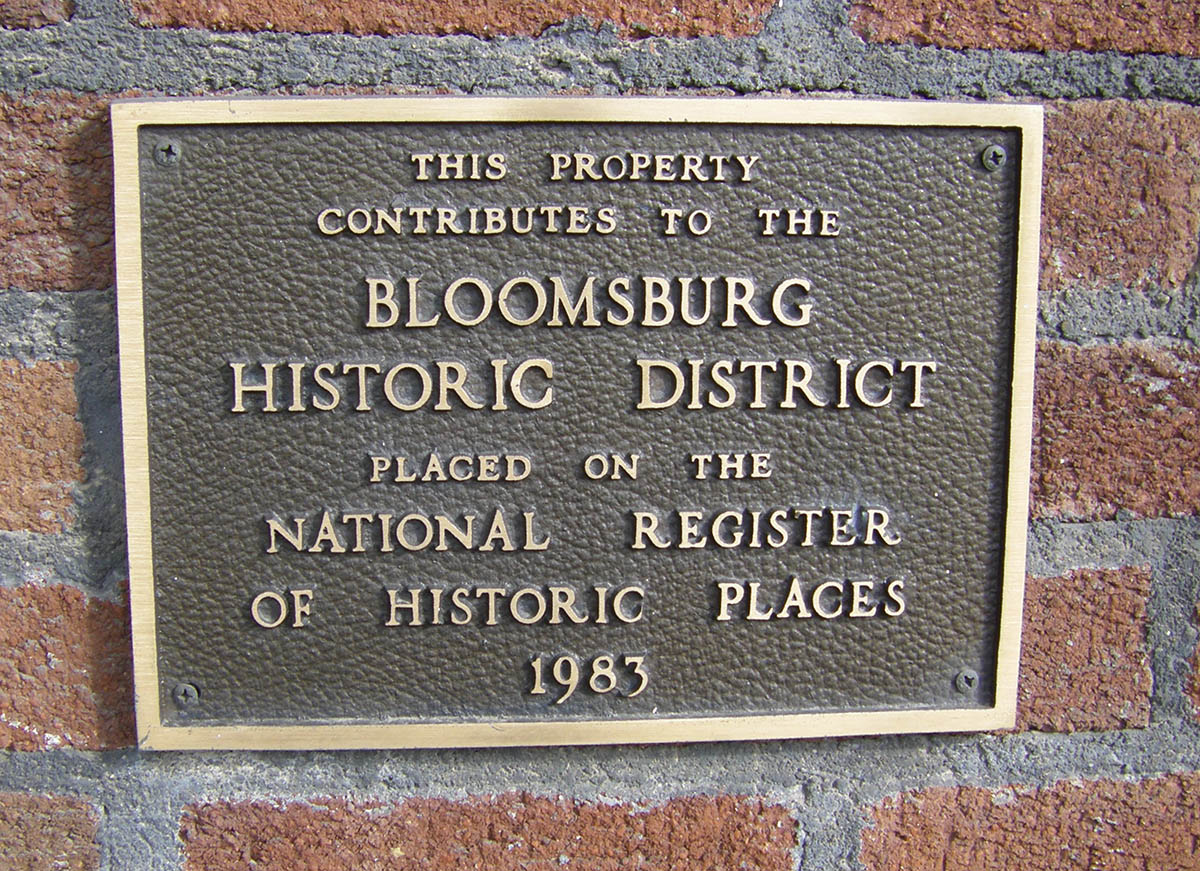 THIS PROPERTY
CONTRIBUTES TO THE
BLOOMSBURG
HISTORIC DISTRICT
PLACED ON THE
NATIONAL REGISTER
OF HISTORIC PLACES
1983